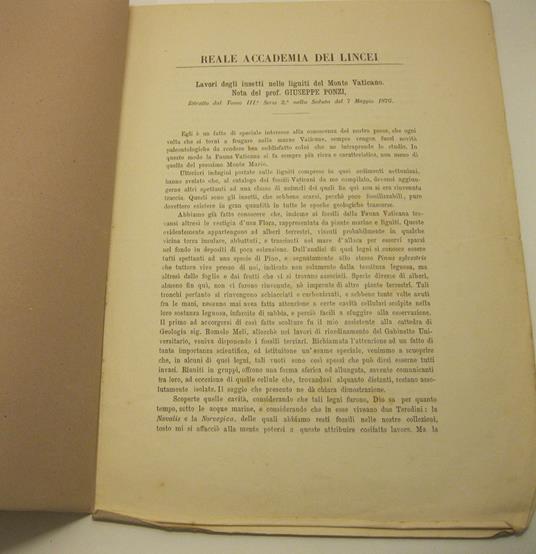 REALE ACCADEMIA DEI LINCEI
Lavori degli insetti nelle ligniti del Monte Vaticano.
Nota del prof. GIUSEPPE PONZI,
Estratto dal Tomo III.° Serie 2.ª nella Seduta del 7 Maggio 1876.
Egli è un fatto di speciale interesse alla conoscenza del nostro paese, che ogni
volta che si torni a frugare nelle marne Vaticane, sempre vengon fuori novità
paleontologiche da rendere ben soddisfatto colui che ne intraprende lo studio. In
questo modo la Fauna Vaticana si fa sempre più ricca e caratteristica, non meno di
quella del prossimo Monte Mario.
Ulteriori indagini portate sulle ligniti comprese in quei sedimenti nettuniani,
hanno svelato che, al catalogo dei fossili Vaticani da me compilato, devonsi aggiun-
gerne altri spettanti ad una classe di animali dei quali fin qui non si era rinvenuta
traccia. Questi sono gli insetti, che sebbene scarsi, perchè poco fossilizzabili, pure
dovettero esistere in gran quantità in tutte le epoche geologiche trascorse.
Abbiamo già fatto conoscere che, insieme ai fossili della Fauna Vaticana tro-
vansi altresì le vestigia d'una Flora, rappresentata da piante marine e ligniti. Queste
evidentemente appartengono ad alberi terrestri, vissuti probabilmente in qualche
vicina terra insulare, abbattuti, e trascinati nel mare d'allora per esservi sparsi
nel fondo in depositi di poca estensione. Dall'analisi di quei legni si conosce essere
tutti spettanti ad una specie di Pino, e segnatamente allo stesso Pinus sylvestris
che tuttora vive presso di noi, indicato non solamente dalla tessitura legnosa, ma
altresì dalle foglie e dai frutti che vi si trovano associati. Specie diverse di alberi,
almeno fin quì, non vi furono rinvenute, nò impronte di altre piante terrestri. Tali
tronchi pertanto si rinvengono schiacciati e carbonizzati, e sebbene tante volte avuti
fra le mani, nessuno mai avea fatta attenzione a certe cavità cellulari scolpite nella
loro sostanza legnosa, infarcite di sabbia, e perciò facili a sfuggire alla osservazione.
Il primo ad accorgersi di così fatte scolture fu il mio assistente alla cattedra di
Geologia sig. Romolo Meli, allorchè nei lavori di riordinamento del Gabinetto Uni-
versitario, veniva disponendo i fossili terziari. Richiamata l'attenzione ad un fatto di
tanta importanza scientifica, ed istituitone un'esame speciale, venimmo a scuoprire
che, in alcuni di quei legni, tali vuoti sono così spessi che può dirsi esserne tutti
invasi. Riuniti in gruppi, offrono una forma sferica od allungata, sovente comunicanti
tra loro, ad eccezione di quelle cellule che, trovandosi alquanto distanti, restano asso-
lutamente isolate. Il saggio che presento ne dà chiara dimostrazione.
Scoperte quelle cavità, considerando che tali legni furono, Dio sa per quanto
tempo, sotto le acque marine, e considerando che in esse viveano due Teredini: la
Navalis e la Norvegica, delle quali abbiamo resti fossili nelle nostre collezioni,
tosto mi si affacciò alla mente potersi a queste attribuire cosifatto lavoro. Ma la